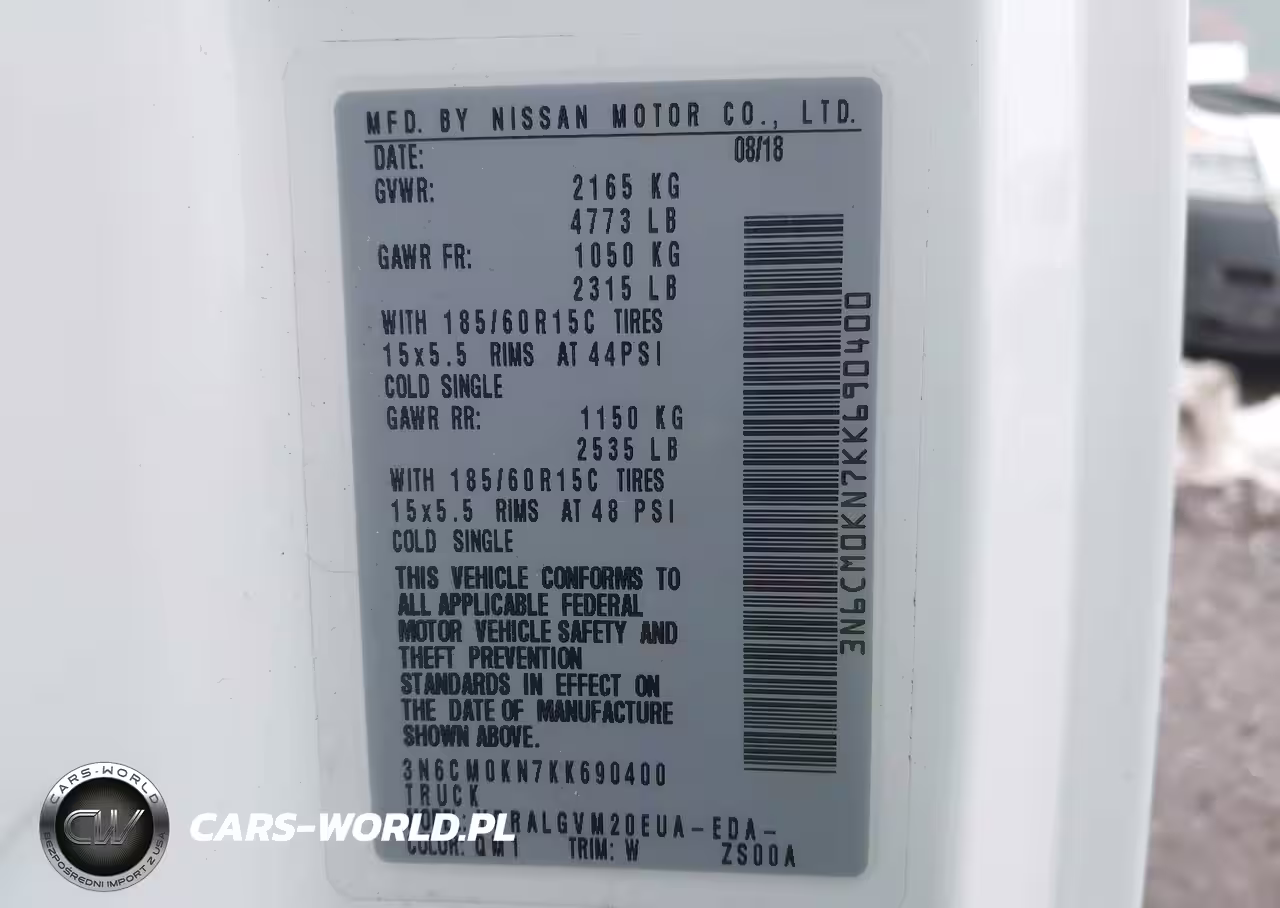 MFD. BY NISSAN MOTOR CO., LTD.
DATE: 08/18
GVWR: 2165 KG
4773 LB
GAWR FR: 1050 KG
2315 LB
WITH 185/60R15C TIRES
15x5.5 RIMS AT 44PSI
COLD SINGLE
GAWR RR: 1150 KG
2535 LB
WITH 185/60R15C TIRES
15x5.5 RIMS AT 48 PSI
COLD SINGLE
THIS VEHICLE CONFORMS TO
ALL APPLICABLE FEDERAL
MOTOR VEHICLE SAFETY AND
THEFT PREVENTION
STANDARDS IN EFFECT ON
THE DATE OF MANUFACTURE
SHOWN ABOVE.
3N6CM0KN7KK690400
TRUCK
MODEL:
COLOR: QM1 TRIM: W ZS00A
3N6CM0KN7KK690400
CARS-WORLD
CW
BEZPOŚREDNI IMPORT Z USA
CARS-WORLD.PL